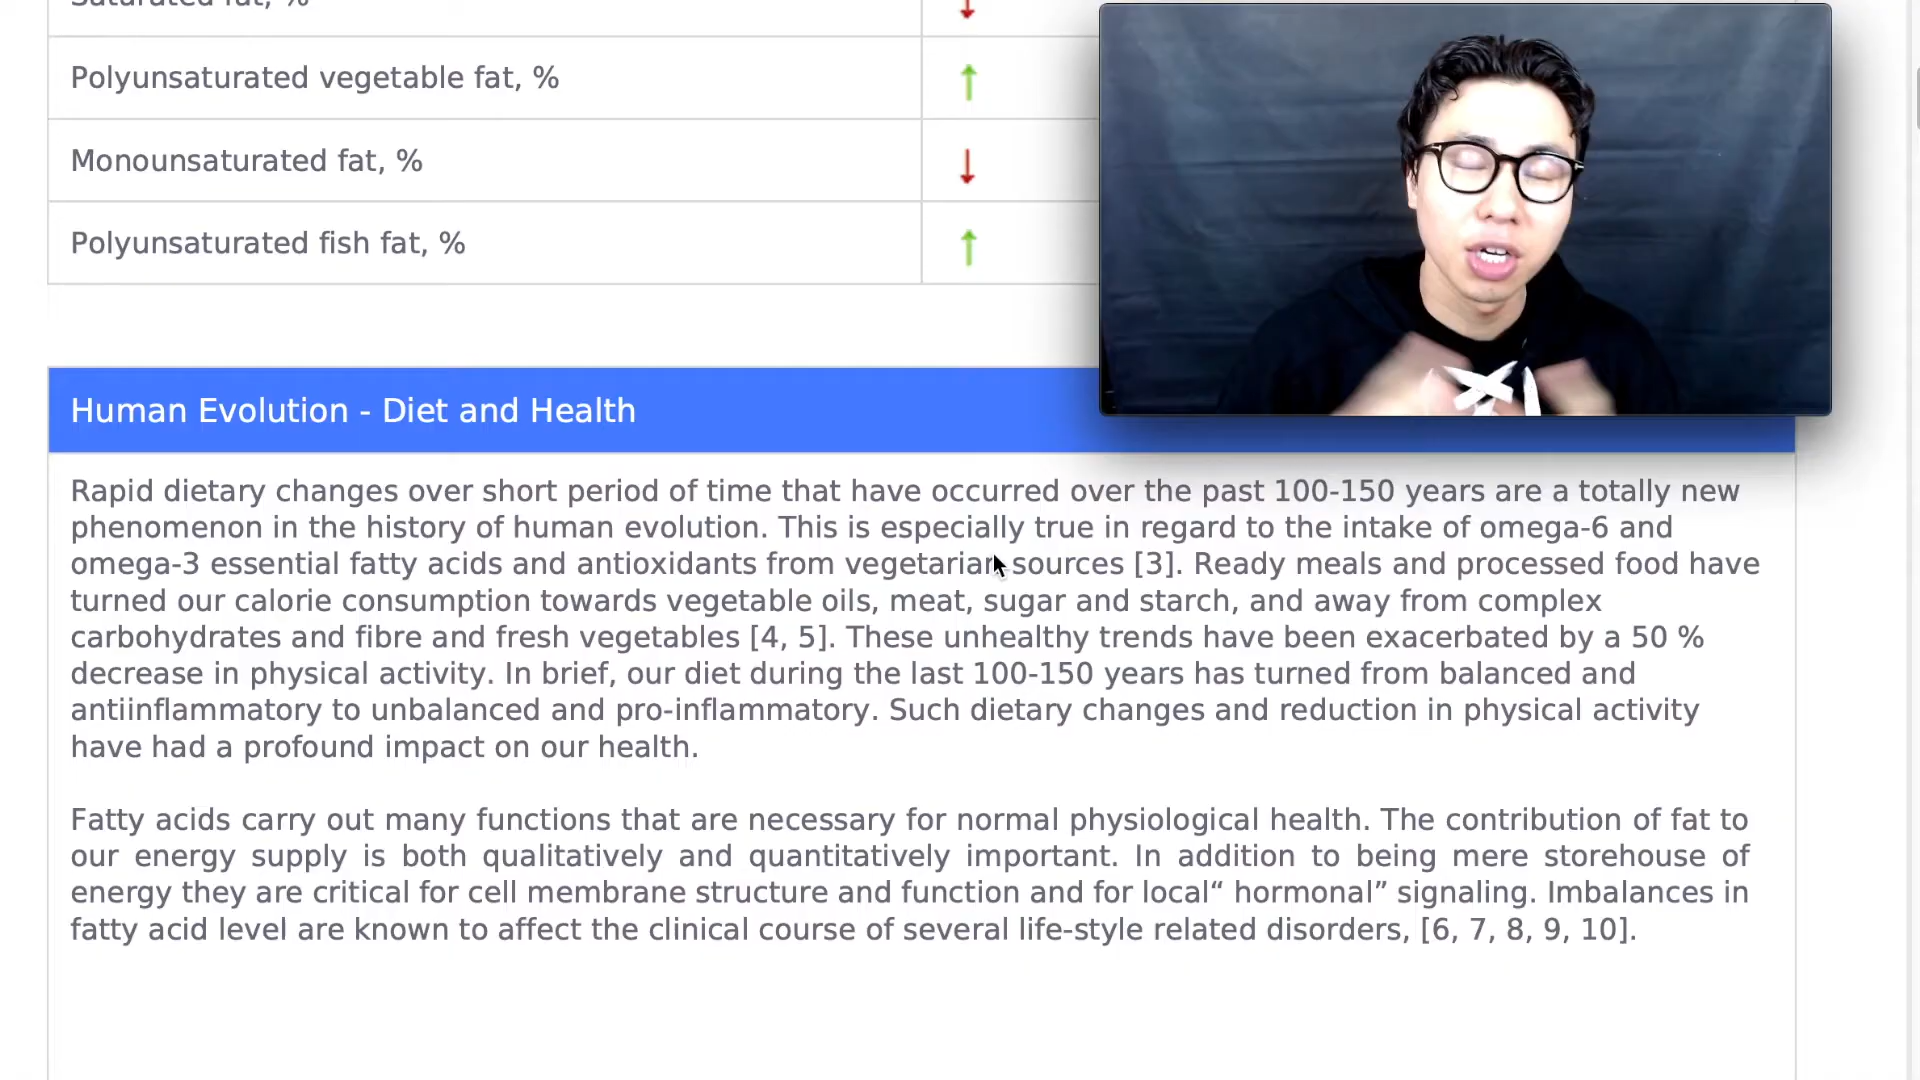 Saturated fat, %
Polyunsaturated vegetable fat, %
Monounsaturated fat, %
Polyunsaturated fish fat, %
Human Evolution - Diet and Health
Rapid dietary changes over short period of time that have occurred over the past 100-150 years are a totally new
phenomenon in the history of human evolution. This is especially true in regard to the intake of omega-6 and
omega-3 essential fatty acids and antioxidants from vegetarian sources [3]. Ready meals and processed food have
turned our calorie consumption towards vegetable oils, meat, sugar and starch, and away from complex
carbohydrates and fibre and fresh vegetables [4, 5]. These unhealthy trends have been exacerbated by a 50 %
decrease in physical activity. In brief, our diet during the last 100-150 years has turned from balanced and
antiinflammatory to unbalanced and pro-inflammatory. Such dietary changes and reduction in physical activity
have had a profound impact on our health.
Fatty acids carry out many functions that are necessary for normal physiological health. The contribution of fat to
our energy supply is both qualitatively and quantitatively important. In addition to being mere storehouse of
energy they are critical for cell membrane structure and function and for local“ hormonal” signaling. Imbalances in
fatty acid level are known to affect the clinical course of several life-style related disorders, [6, 7, 8, 9, 10].